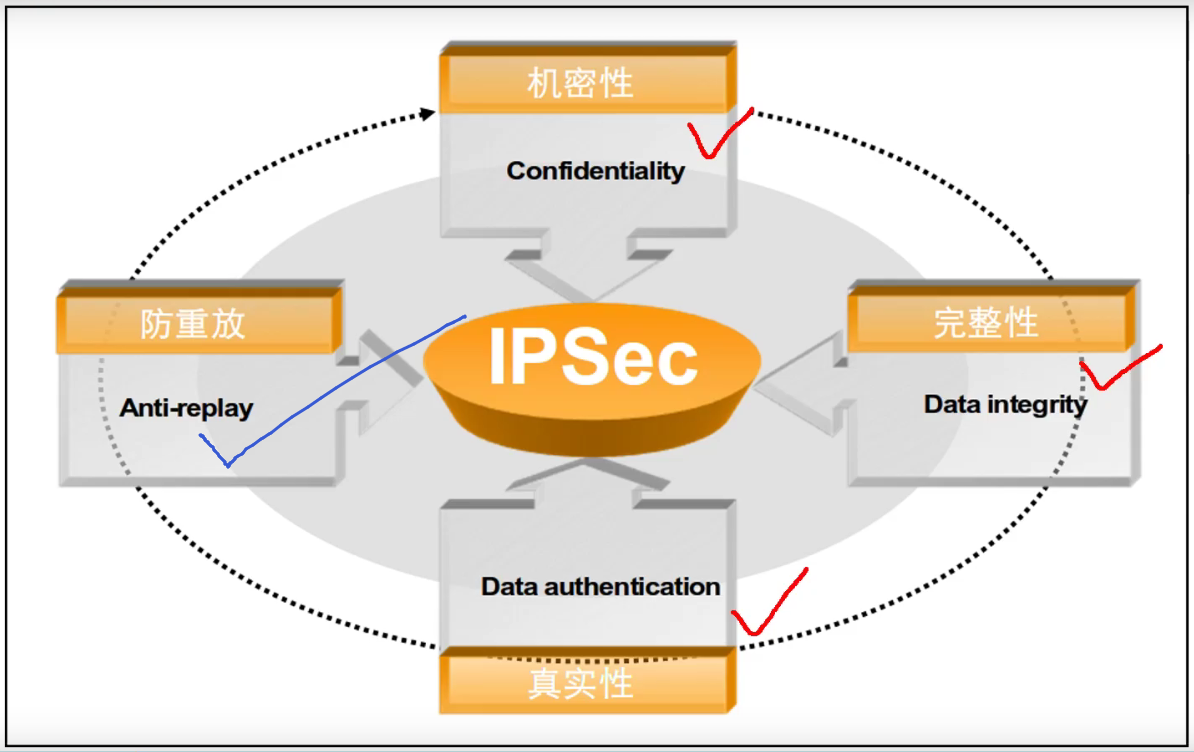 机密性
Confidentiality
防重放
Anti-replay
IPSec
完整性
Data integrity
Data authentication
真实性